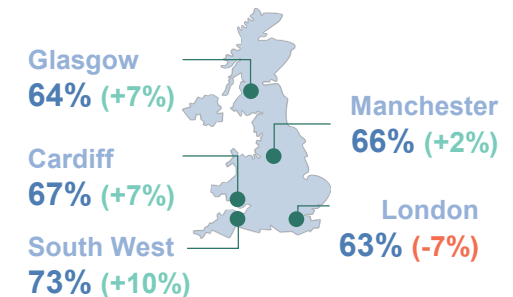 Glasgow
64% (+7%)
Cardiff
67% (+7%)
South West
73% (+10%)
Manchester
66% (+2%)
London
63% (-7%)